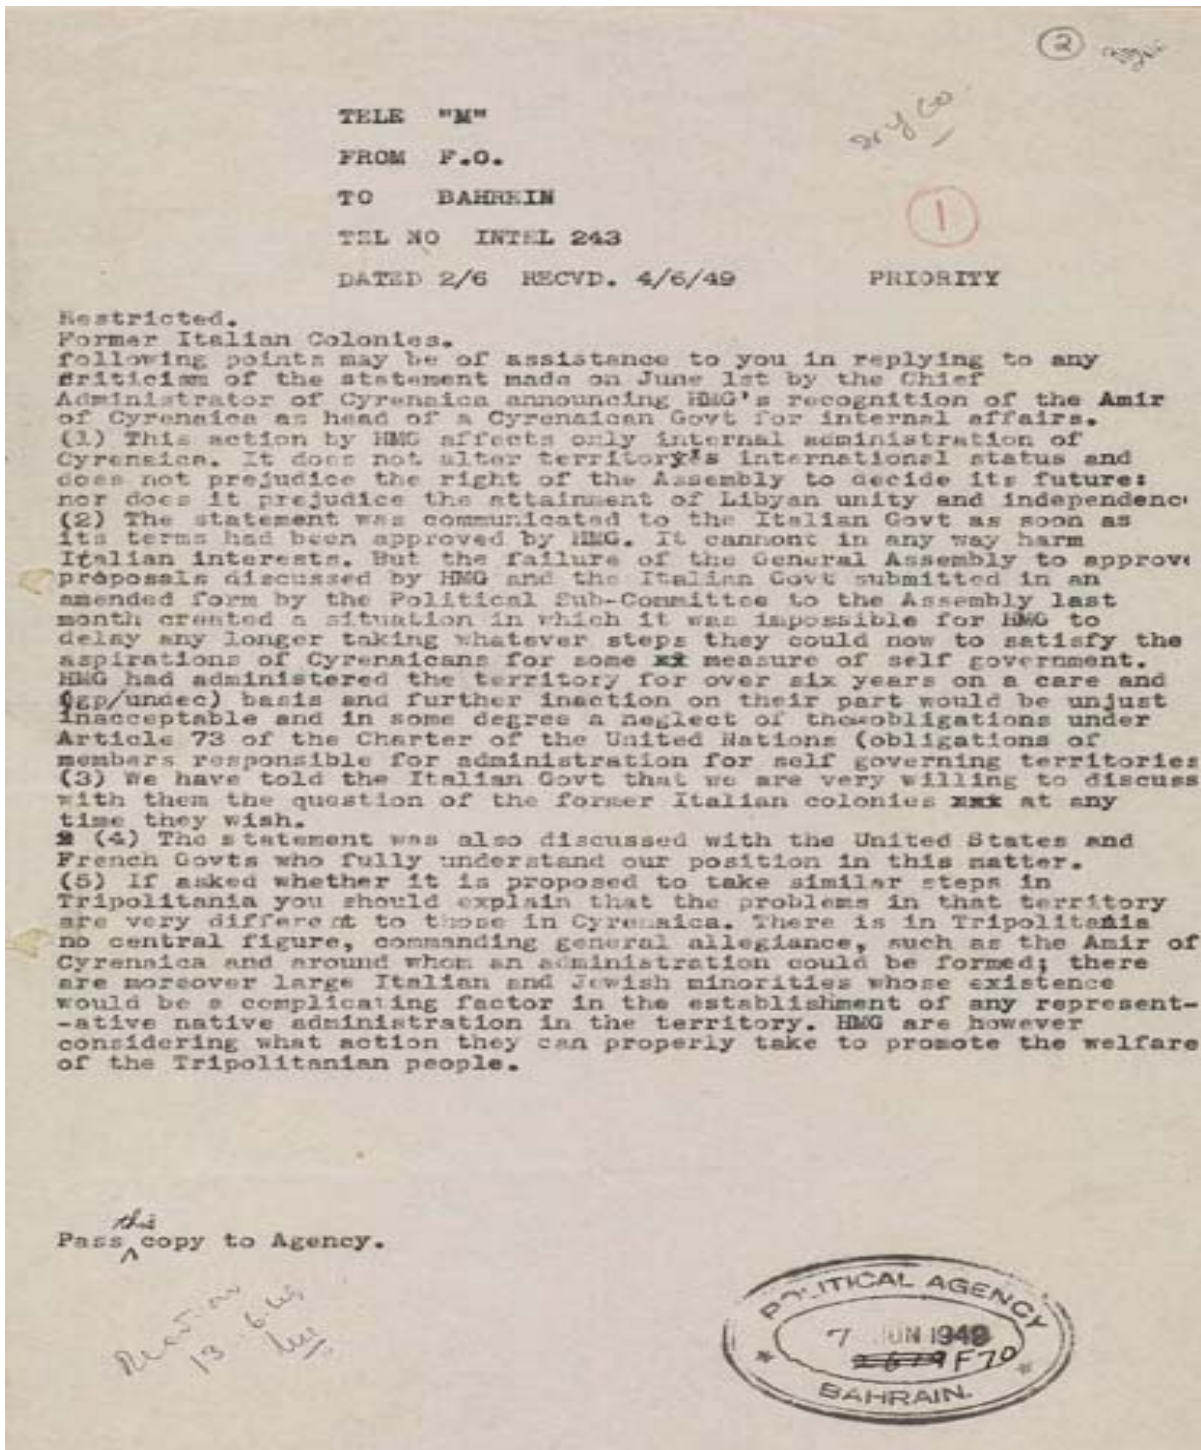 2
TELE "M"
FROM F.O.
TO BAHREIN
1
TEL NO INTEL 243
DATED 2/6 RECVD. 4/6/49 PRIORITY
Restricted.
Former Italian Colonies.
following points may be of assistance to you in replying to any
criticism of the statement made on June 1st by the Chief
Administrator of Cyrenaica announcing HMG's recognition of the Amir
of Cyrenaica as head of a Cyrenaican Govt for internal affairs.
(1) This action by HMG affects only internal administration of
Cyrenaica. It does not alter territory's international status and
does not prejudice the right of the Assembly to decide its future:
nor does it prejudice the attainment of Libyan unity and independenc
(2) The statement was communicated to the Italian Govt as soon as
its terms had been approved by HMG. It cannont in any way harm
Italian interests. But the failure of the General Assembly to approve
proposals discussed by HMG and the Italian Govt submitted in an
amended form by the Political Sub-Committee to the Assembly last
month created a situation in which it was impossible for HMG to
delay any longer taking whatever steps they could now to satisfy the
aspirations of Cyrenaicans for some xx measure of self government.
HMG had administered the territory for over six years on a care and
(gp/undec) basis and further inaction on their part would be unjust
inacceptable and in some degree a neglect of the obligations under
Article 73 of the Charter of the United Nations (obligations of
members responsible for administration for self governing territories
(3) We have told the Italian Govt that we are very willing to discuss
with them the question of the former Italian colonies xxx at any
time they wish.
(4) The statement was also discussed with the United States and
French Govts who fully understand our position in this matter.
(5) If asked whether it is proposed to take similar steps in
Tripolitania you should explain that the problems in that territory
are very different to those in Cyrenaica. There is in Tripolitania
no central figure, commanding general allegiance, such as the Amir of
Cyrenaica and around whom an administration could be formed; there
are moreover large Italian and Jewish minorities whose existence
would be a complicating factor in the establishment of any represent-
-ative native administration in the territory. HMG are however
considering what action they can properly take to promote the welfare
of the Tripolitanian people.
Pass this copy to Agency.
13.6.49
POLITICAL AGENCY
7 JUN 1949
F70
BAHRAIN.